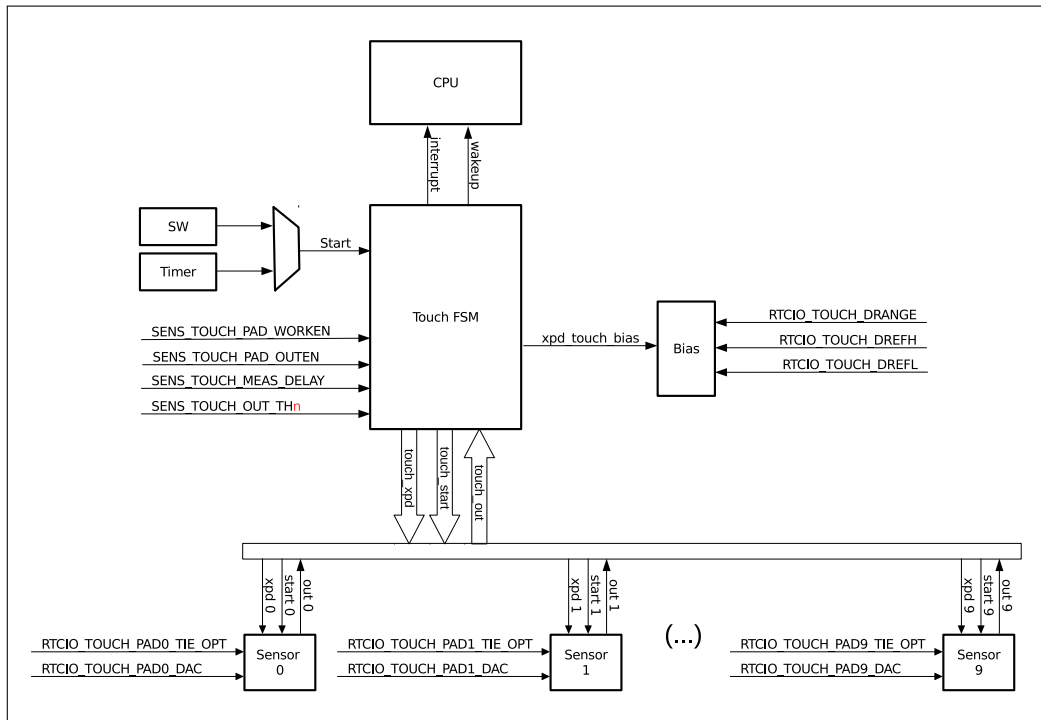 CPU
interrupt
wakeup
SW
Timer
Start
Touch FSM
SENS_TOUCH_PAD_WORKEN
SENS_TOUCH_PAD_OUTEN
SENS_TOUCH_MEAS_DELAY
SENS_TOUCH_OUT_THn
xpd_touch_bias
Bias
RTCIO_TOUCH_DRANGE
RTCIO_TOUCH_DREFH
RTCIO_TOUCH_DREFL
touch_xpd
touch_start
touch_out
xpd 0
start 0
out 0
xpd 1
start 1
out 1
xpd 9
start 9
out 9
RTCIO_TOUCH_PAD0_TIE_OPT
RTCIO_TOUCH_PAD0_DAC
Sensor
0
RTCIO_TOUCH_PAD1_TIE_OPT
RTCIO_TOUCH_PAD1_DAC
Sensor
1
(...)
RTCIO_TOUCH_PAD9_TIE_OPT
RTCIO_TOUCH_PAD9_DAC
Sensor
9